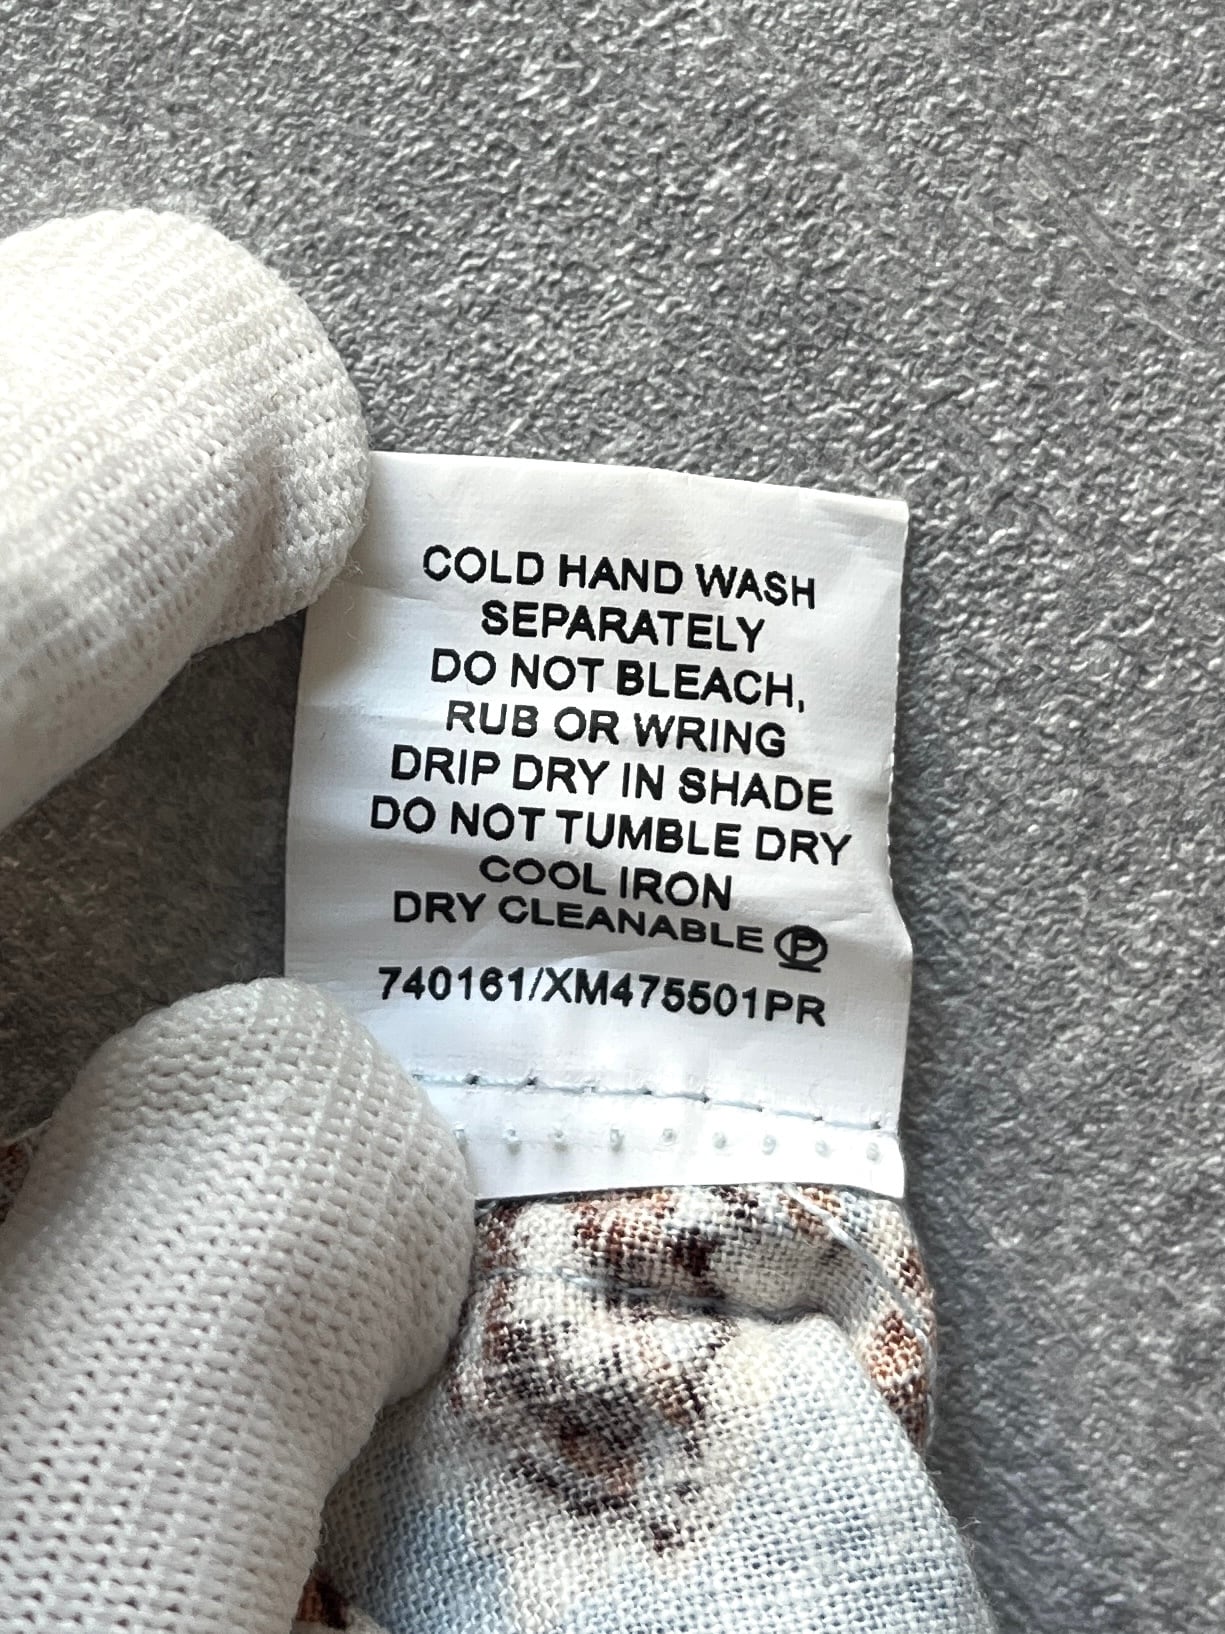 COLD HAND WASH
SEPARATELY
DO NOT BLEACH,
RUB OR WRING
DRIP DRY IN SHADE
DO NOT TUMBLE DRY
COOL IRON
DRY CLEANABLE Ⓟ
740161/XM475501PR